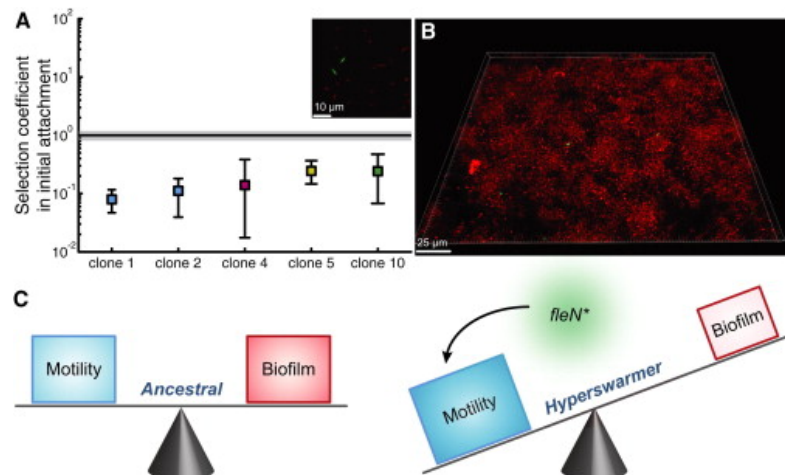 A
Selection coefficient
in initial attachment
10²
10¹
10⁰
10⁻¹
10⁻²
clone 1
clone 2
clone 4
clone 5
clone 10
10 µm
B
25 µm
C
Motility
Ancestral
Biofilm
fleN*
Motility
Hyperswarmer
Biofilm